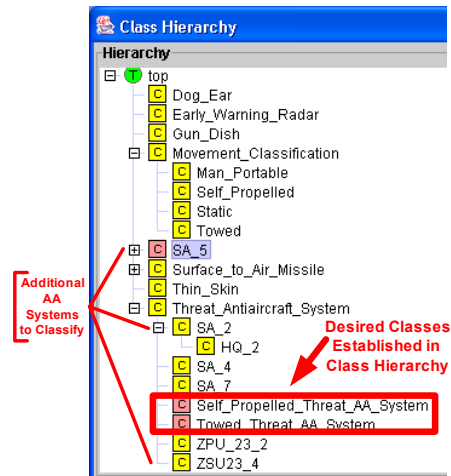 Class Hierarchy
Hierarchy
T top
C Dog_Ear
C Early_Warning_Radar
C Gun_Dish
C Movement_Classification
C Man_Portable
C Self_Propelled
C Static
C Towed
C SA_5
C Surface_to_Air_Missile
C Thin_Skin
C Threat_Antiaircraft_System
C SA_2
C HQ_2
C SA_4
C SA_7
C Self_Propelled_Threat_AA_System
C Towed_Threat_AA_System
C ZPU_23_2
C ZSU23_4
Additional
AA
Systems
to Classify
Desired Classes
Established in
Class Hierarchy